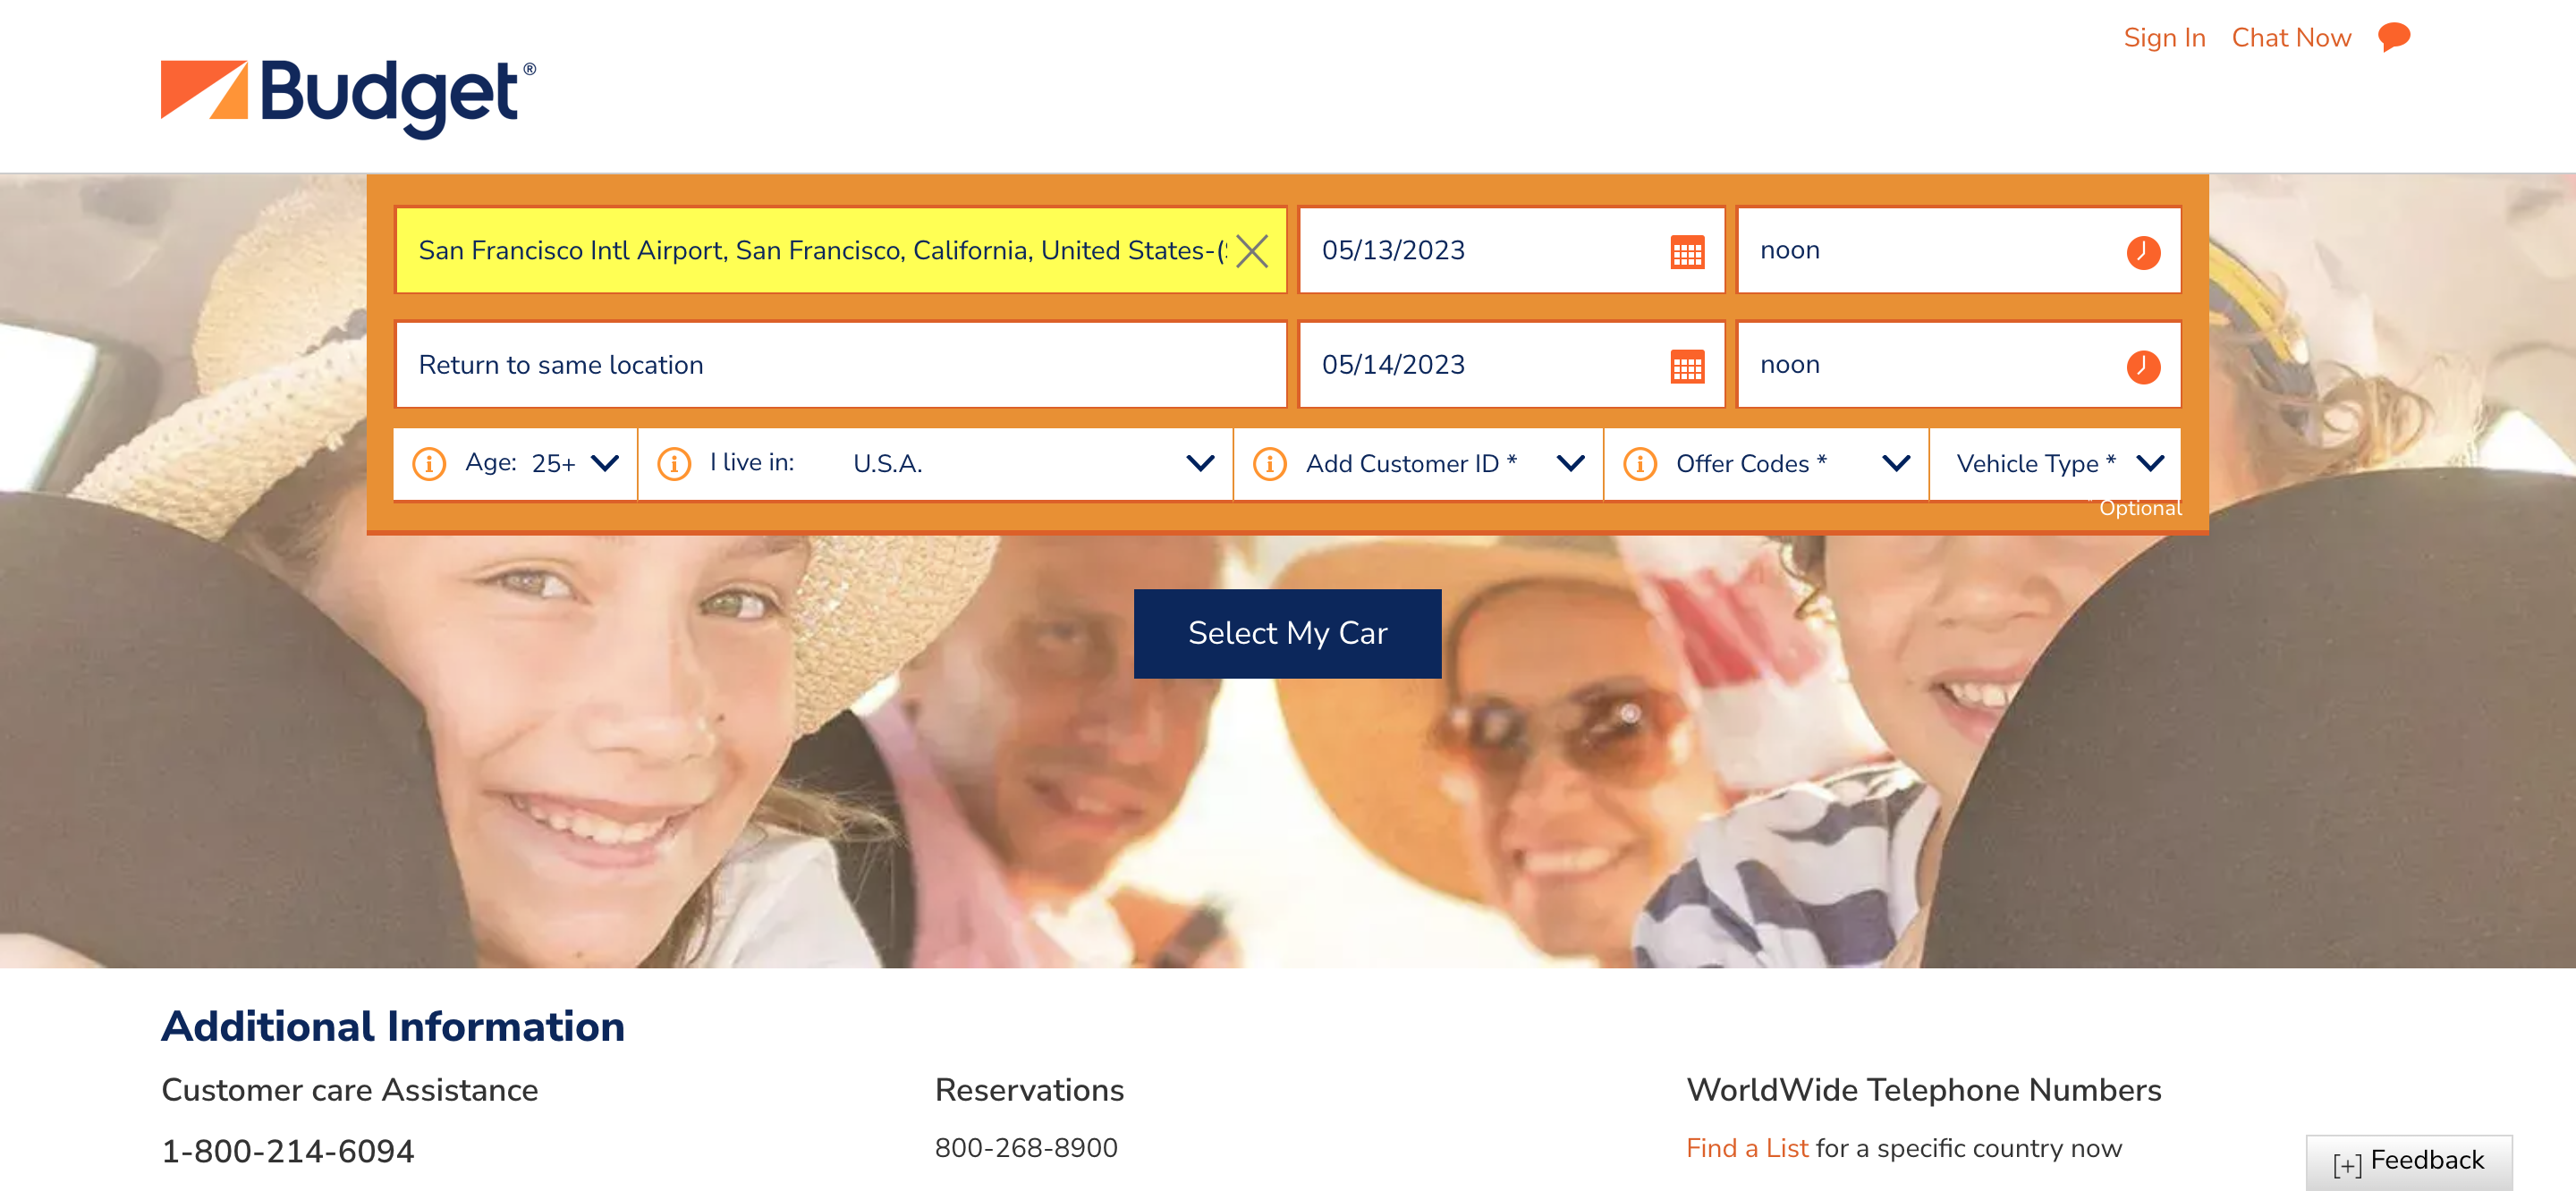 Sign In Chat Now
Budget®
San Francisco Intl Airport, San Francisco, California, United States-(
05/13/2023
noon
Return to same location
05/14/2023
noon
Age: 25+
I live in: U.S.A.
Add Customer ID *
Offer Codes *
Vehicle Type *
* Optional
Select My Car
Additional Information
Customer care Assistance
1-800-214-6094
Reservations
800-268-8900
WorldWide Telephone Numbers
Find a List for a specific country now
[+] Feedback